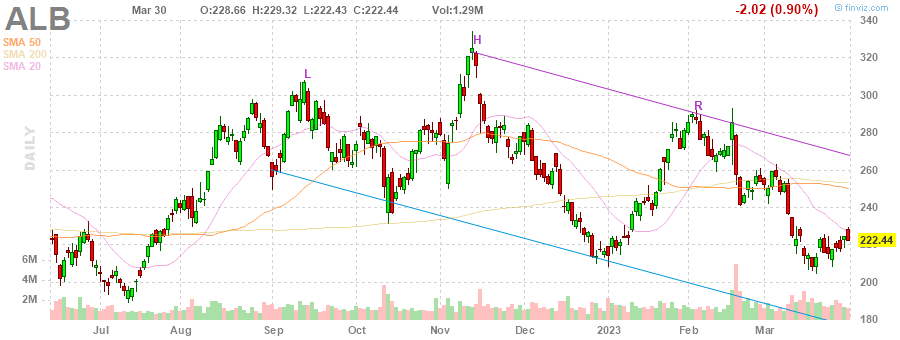 ALB Mar 30 O:228.66 H:229.32 L:222.43 C:222.44 Vol:1.29M -2.02 (0.90%) © finviz.com
SMA 50
SMA 200
SMA 20
DAILY
L
H
R
340
320
300
280
260
240
222.44
220
200
180
6M
4M
2M
Jul Aug Sep Oct Nov Dec 2023 Feb Mar